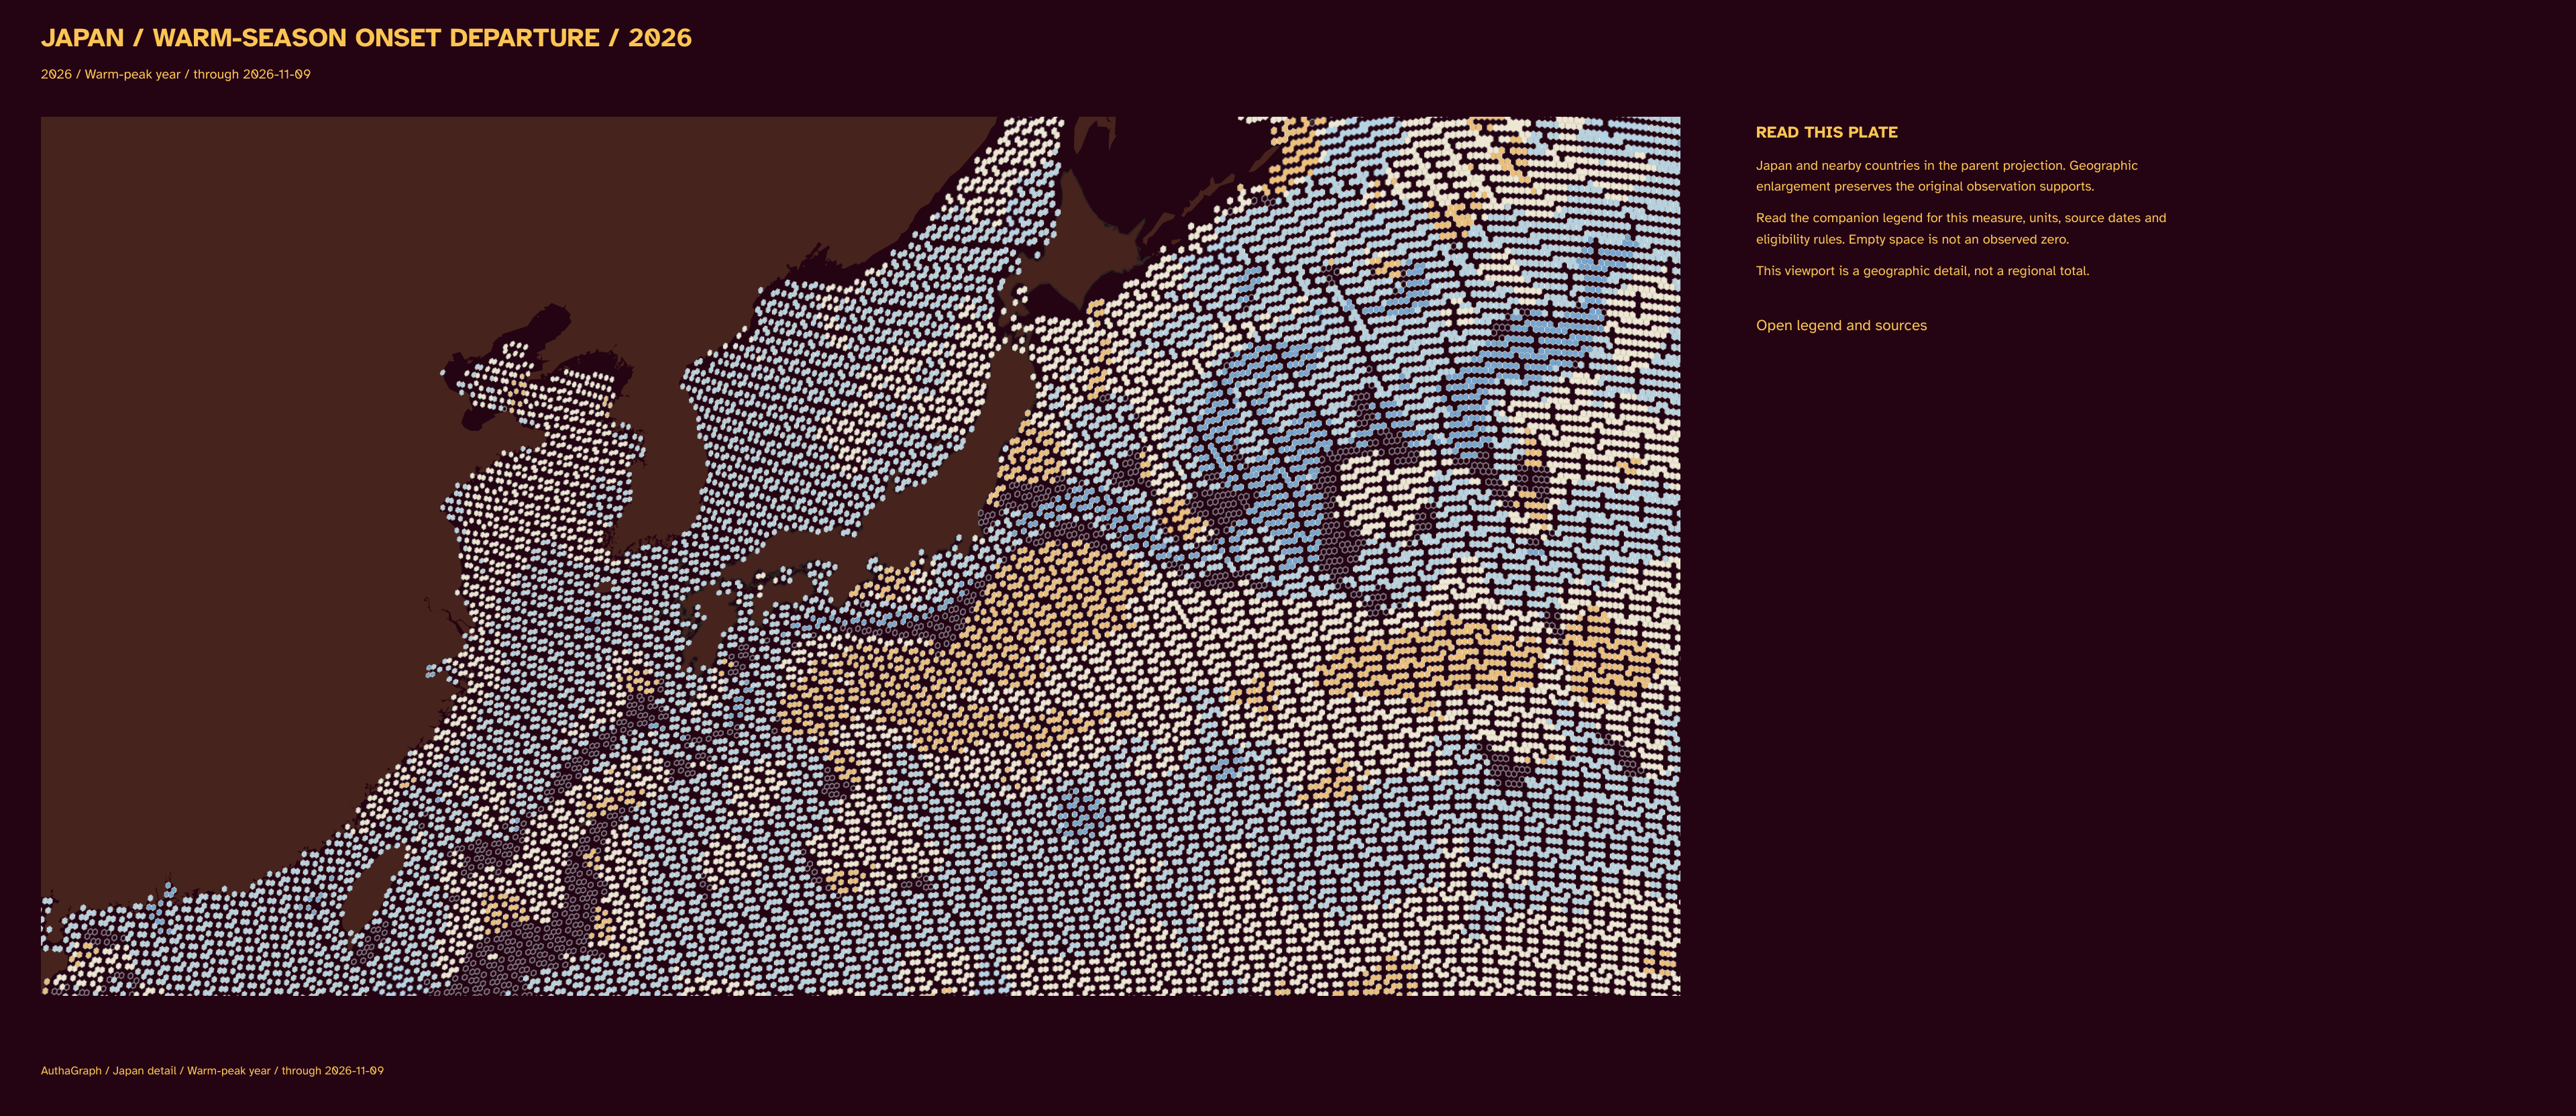 JAPAN / WARM-SEASON ONSET DEPARTURE / 2026
2026 / Warm-peak year / through 2026-11-09
READ THIS PLATE
Japan and nearby countries in the parent projection. Geographic
enlargement preserves the original observation supports.
Read the companion legend for this measure, units, source dates and
eligibility rules. Empty space is not an observed zero.
This viewport is a geographic detail, not a regional total.
Open legend and sources
AuthaGraph / Japan detail / Warm-peak year / through 2026-11-09